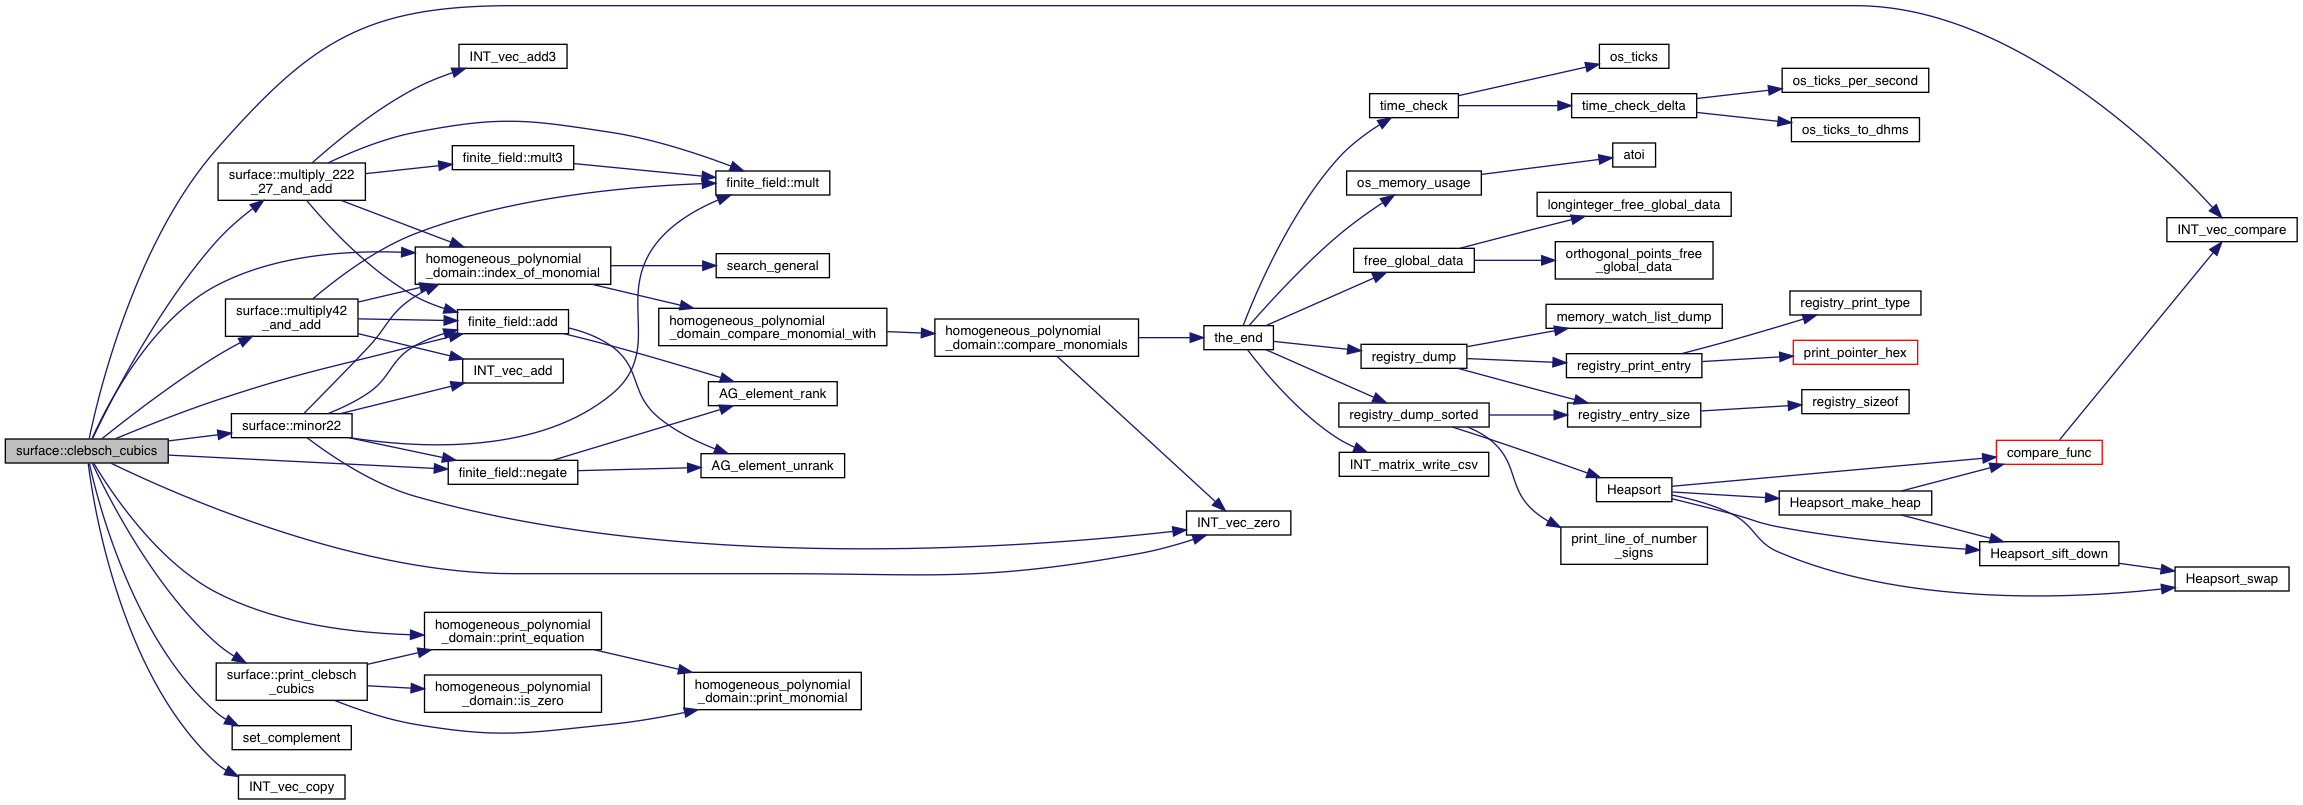 surface::clebsch_cubics
INT_vec_add3
surface::multiply_222
_27_and_add
finite_field::mult3
finite_field::mult
homogeneous_polynomial
_domain::index_of_monomial
search_general
surface::multiply42
_and_add
finite_field::add
homogeneous_polynomial
_domain_compare_monomial_with
homogeneous_polynomial
_domain::compare_monomials
INT_vec_add
AG_element_rank
surface::minor22
finite_field::negate
AG_element_unrank
INT_vec_zero
homogeneous_polynomial
_domain::print_equation
surface::print_clebsch
_cubics
homogeneous_polynomial
_domain::is_zero
homogeneous_polynomial
_domain::print_monomial
set_complement
INT_vec_copy
the_end
time_check
os_ticks
time_check_delta
os_ticks_per_second
os_ticks_to_dhms
os_memory_usage
atoi
free_global_data
longinteger_free_global_data
orthogonal_points_free
_global_data
registry_dump
memory_watch_list_dump
registry_print_entry
registry_print_type
print_pointer_hex
registry_dump_sorted
registry_entry_size
registry_sizeof
INT_matrix_write_csv
Heapsort
print_line_of_number
_signs
Heapsort_make_heap
compare_func
Heapsort_sift_down
Heapsort_swap
INT_vec_compare